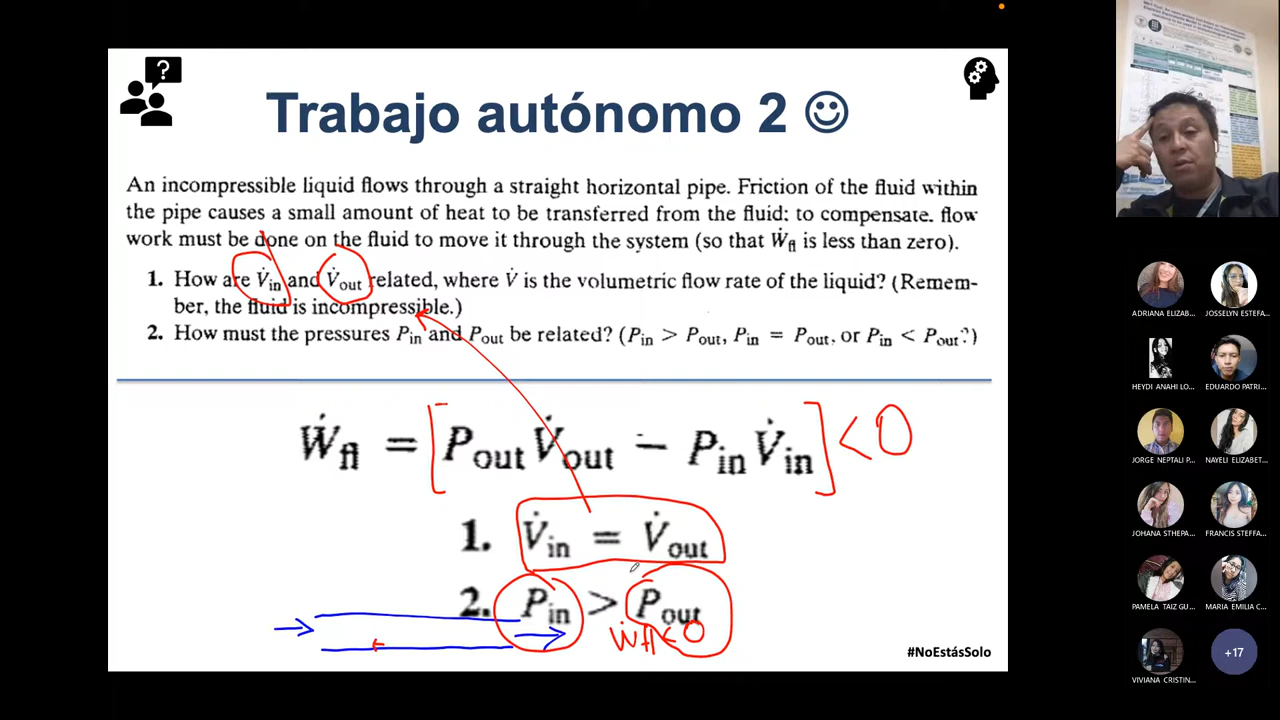 ?
Trabajo autónomo 2 ☺
An incompressible liquid flows through a straight horizontal pipe. Friction of the fluid within
the pipe causes a small amount of heat to be transferred from the fluid; to compensate, flow
work must be done on the fluid to move it through the system (so that Ẇfl is less than zero).
1. How are V̇in and V̇out related, where V̇ is the volumetric flow rate of the liquid? (Remem-
ber, the fluid is incompressible.)
2. How must the pressures Pin and Pout be related? (Pin > Pout, Pin = Pout, or Pin < Pout?)
Ẇfl = [Pout V̇out − Pin V̇in] < 0
1. V̇in = V̇out
2. Pin > Pout
Ẇfl < 0
#NoEstásSolo
ADRIANA ELIZAB...
JOSSELYN ESTEFA...
HEYDI ANAHI LO...
EDUARDO PATRI...
JORGE NEPTALI P...
NAYELI ELIZABET...
JOHANA STHEPA...
FRANCIS STEFFA...
PAMELA TAIZ GU...
MARIA EMILIA C...
VIVIANA CRISTIN...
+17